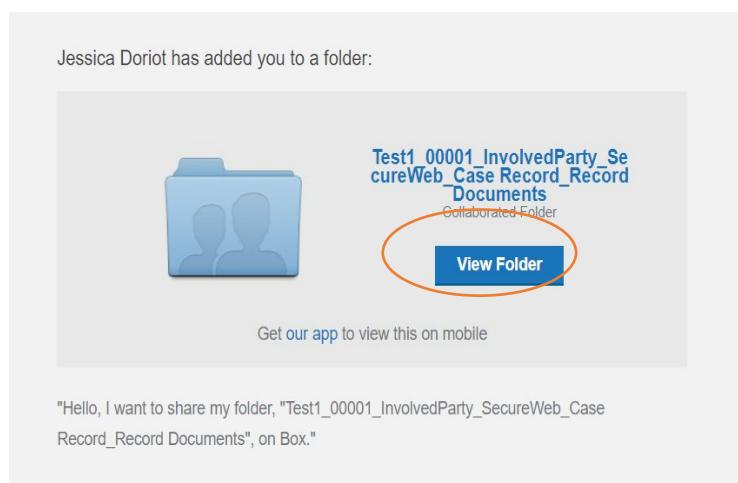 Jessica Doriot has added you to a folder:
Test1_00001_InvolvedParty_Se
cureWeb_Case Record_Record
Documents
Collaborated Folder
View Folder
Get our app to view this on mobile
"Hello, I want to share my folder, "Test1_00001_InvolvedParty_SecureWeb_Case
Record_Record Documents", on Box."